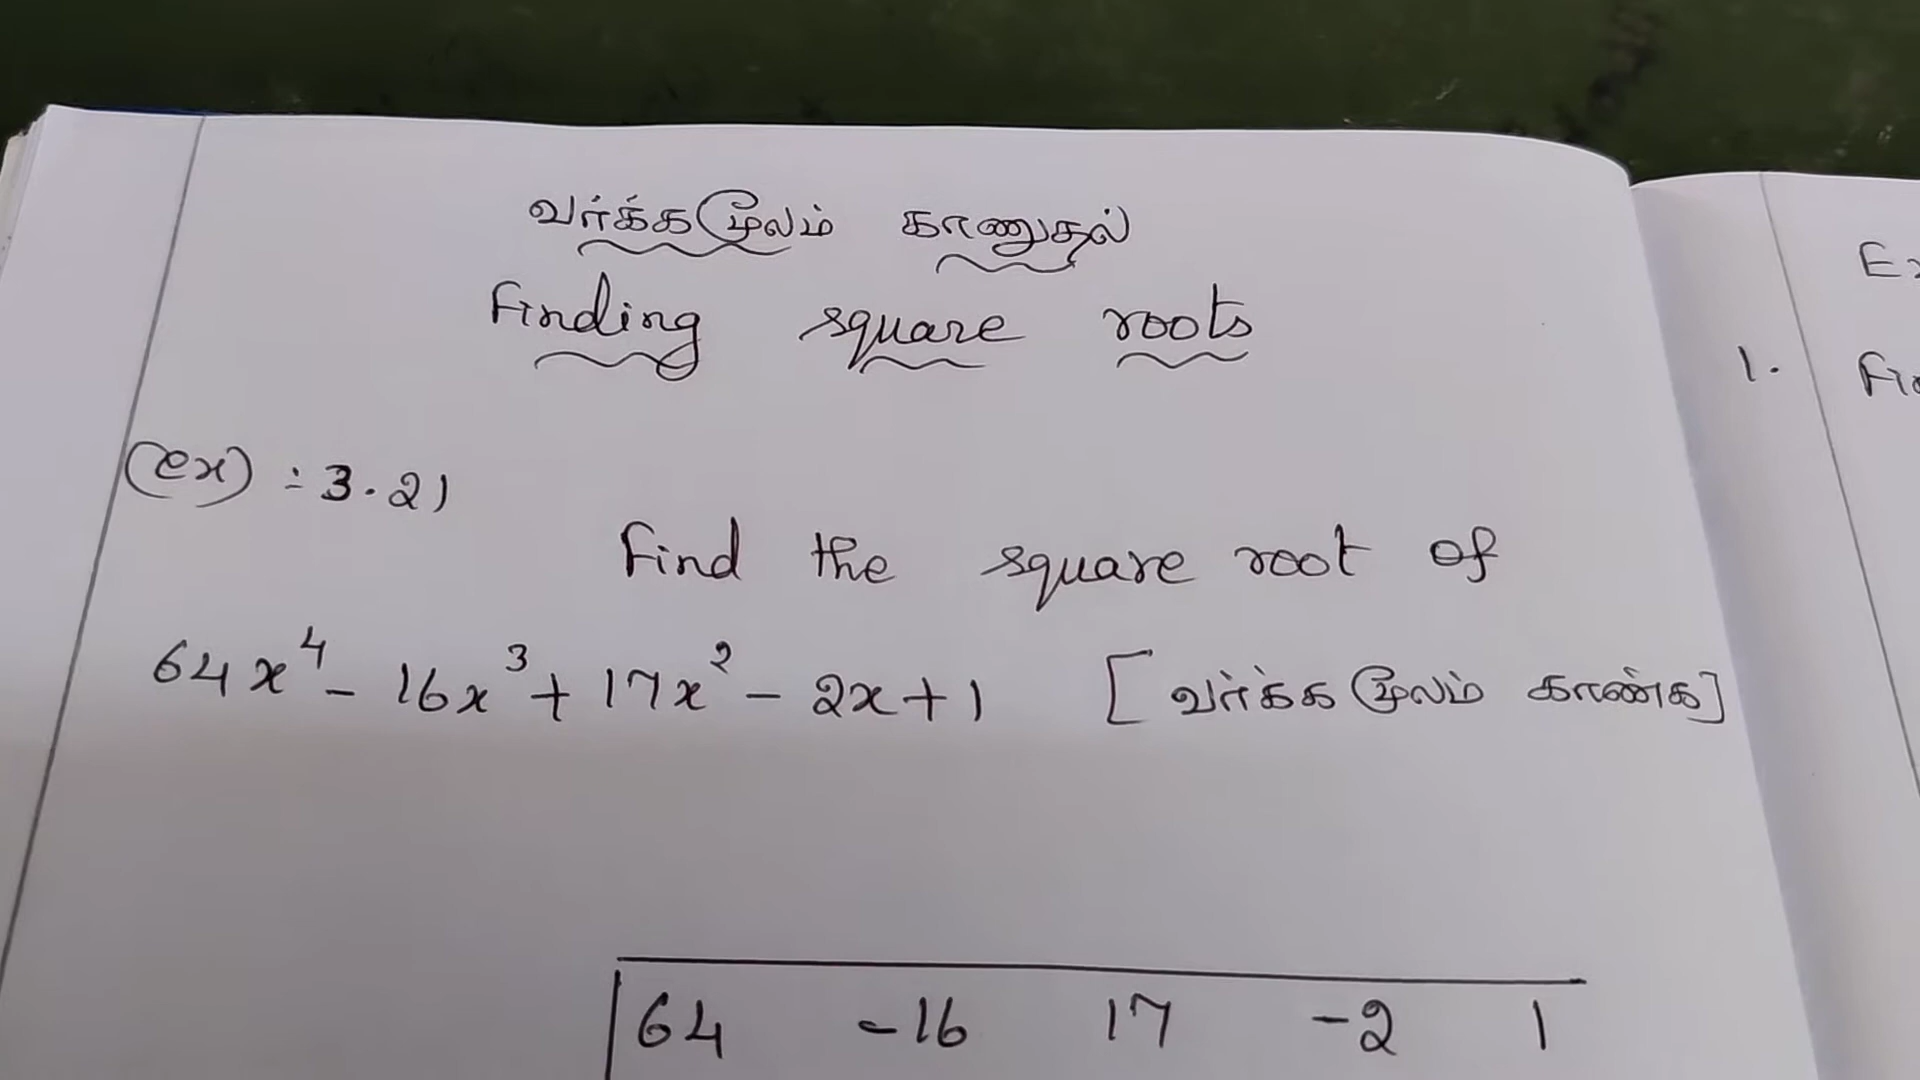 வர்க்கமூலம் காணுதல்
Finding square roots
(ex) : 3.21
Find the square root of
64x⁴ - 16x³ + 17x² - 2x + 1 [வர்க்கமூலம் காண்க]
64 -16 17 -2 1
1.